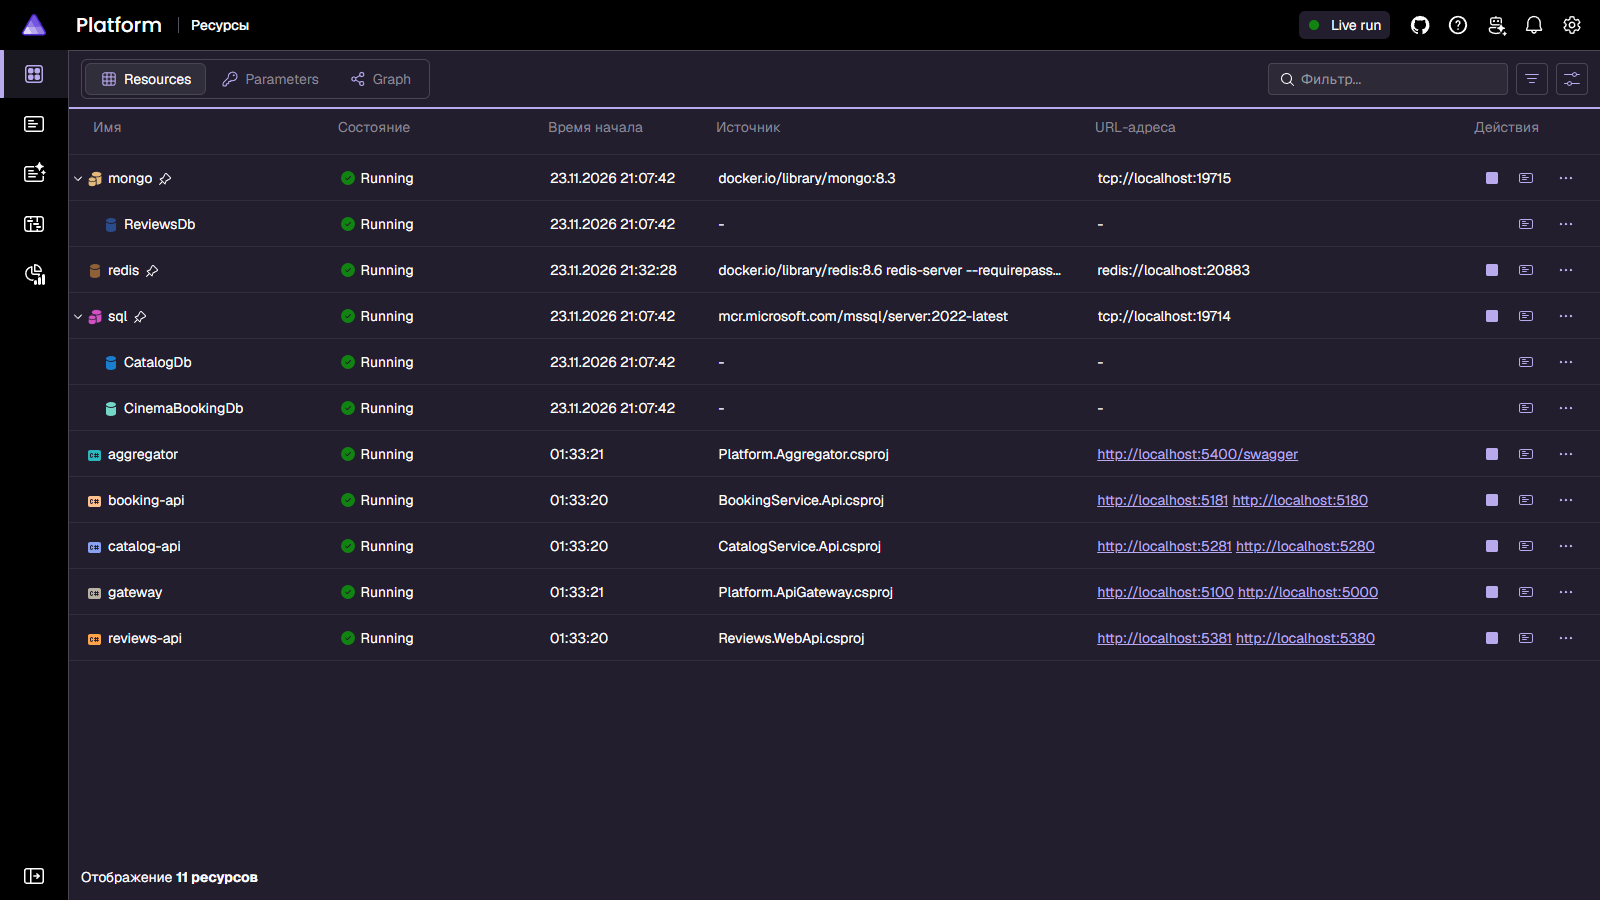 Platform Ресурсы Live run
Resources Parameters Graph Фильтр...
Имя Состояние Время начала Источник URL-адреса Действия
mongo Running 23.11.2026 21:07:42 docker.io/library/mongo:8.3 tcp://localhost:19715
ReviewsDb Running 23.11.2026 21:07:42 - -
redis Running 23.11.2026 21:32:28 docker.io/library/redis:8.6 redis-server --requirepass... redis://localhost:20883
sql Running 23.11.2026 21:07:42 mcr.microsoft.com/mssql/server:2022-latest tcp://localhost:19714
CatalogDb Running 23.11.2026 21:07:42 - -
CinemaBookingDb Running 23.11.2026 21:07:42 - -
C# aggregator Running 01:33:21 Platform.Aggregator.csproj http://localhost:5400/swagger
C# booking-api Running 01:33:20 BookingService.Api.csproj http://localhost:5181 http://localhost:5180
C# catalog-api Running 01:33:20 CatalogService.Api.csproj http://localhost:5281 http://localhost:5280
C# gateway Running 01:33:21 Platform.ApiGateway.csproj http://localhost:5100 http://localhost:5000
C# reviews-api Running 01:33:20 Reviews.WebApi.csproj http://localhost:5381 http://localhost:5380
Отображение 11 ресурсов